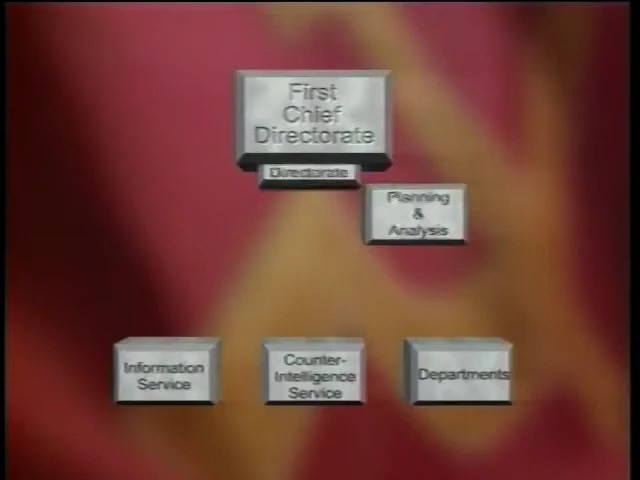 First
Chief
Directorate
Directorate
Planning
&
Analysis
Information
Service
Counter-
Intelligence
Service
Departments